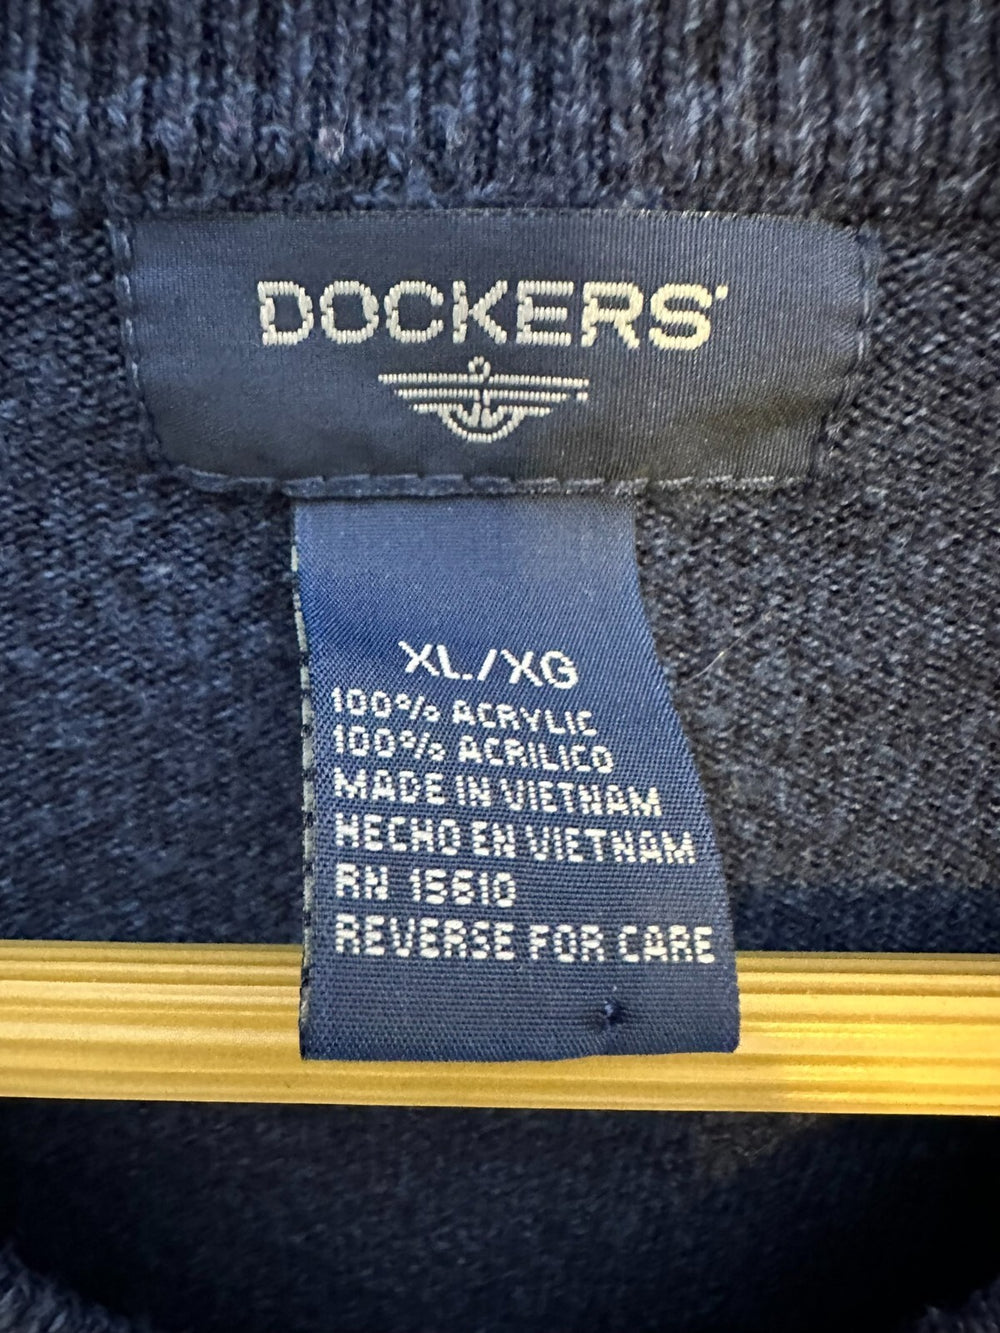 DOCKERS
XL/XG
100% ACRYLIC
100% ACRILICO
MADE IN VIETNAM
HECHO EN VIETNAM
RN 15610
REVERSE FOR CARE